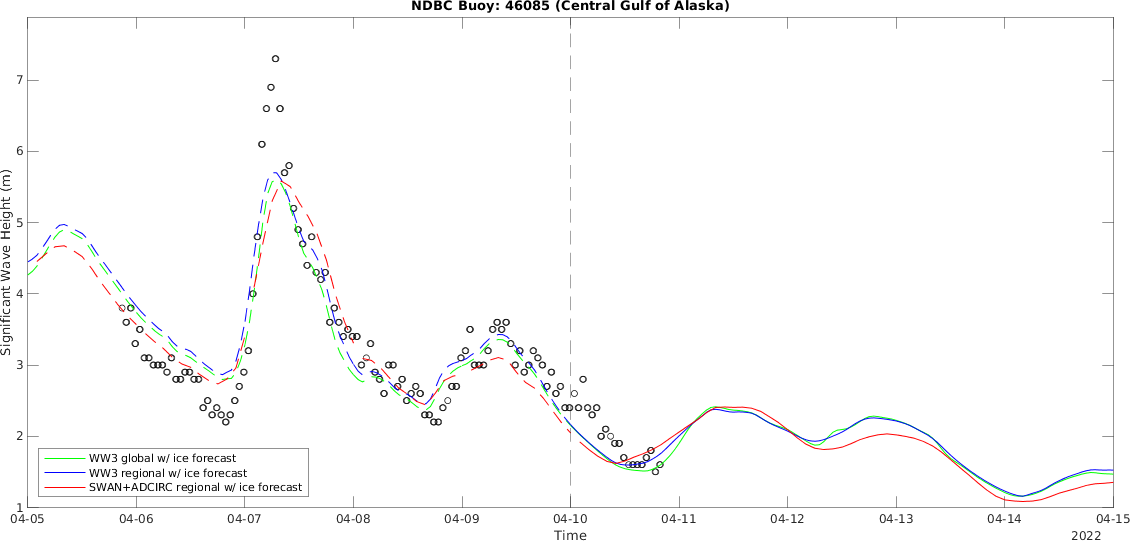 NDBC Buoy: 46085 (Central Gulf of Alaska)
Significant Wave Height (m)
7
6
5
4
3
2
1
WW3 global w/ ice forecast
WW3 regional w/ ice forecast
SWAN+ADCIRC regional w/ ice forecast
04-05 04-06 04-07 04-08 04-09 04-10 04-11 04-12 04-13 04-14 04-15
Time
2022